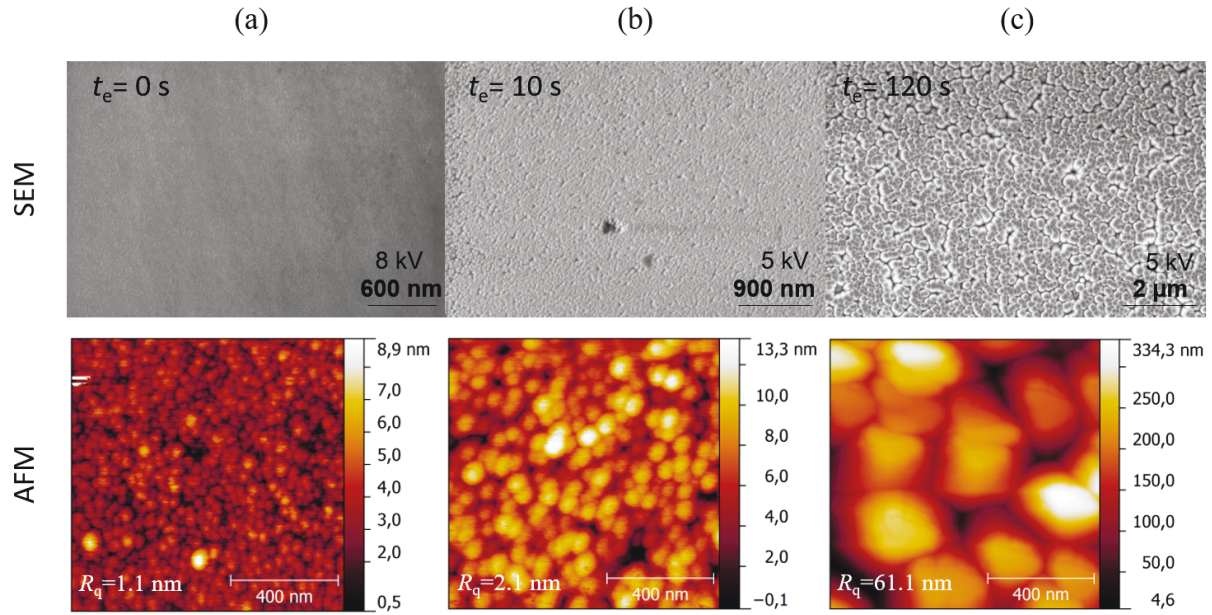 (a) (b) (c)
SEM
tₑ= 0 s
8 kV
600 nm
tₑ= 10 s
5 kV
900 nm
tₑ= 120 s
5 kV
2 µm
AFM
8,9 nm
7,0
6,0
5,0
4,0
3,0
2,0
0,5
R_q=1.1 nm
400 nm
13,3 nm
10,0
8,0
6,0
4,0
2,0
−0,1
R_q=2.1 nm
400 nm
334,3 nm
250,0
200,0
150,0
100,0
50,0
4,6
R_q=61.1 nm
400 nm